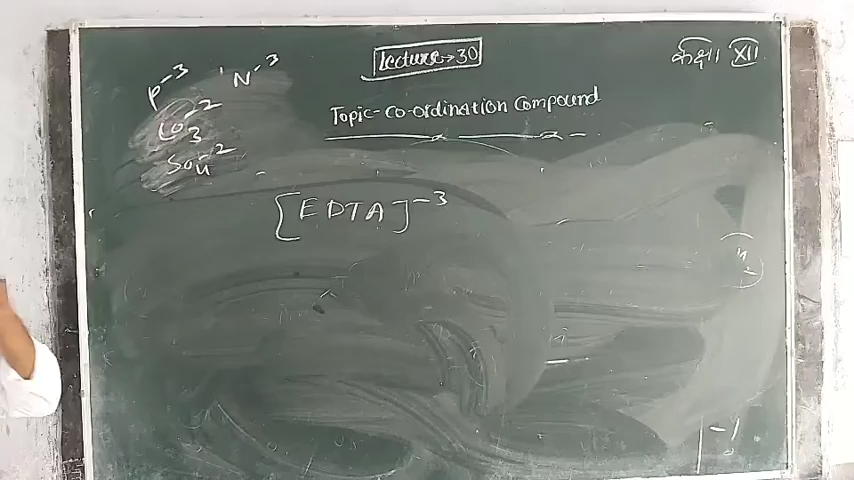 Lecture→30
कक्षा XII
P⁻³ N⁻³
Topic-Co-ordination Compound
Co₃⁻²
So₄⁻²
[EDTA]⁻³